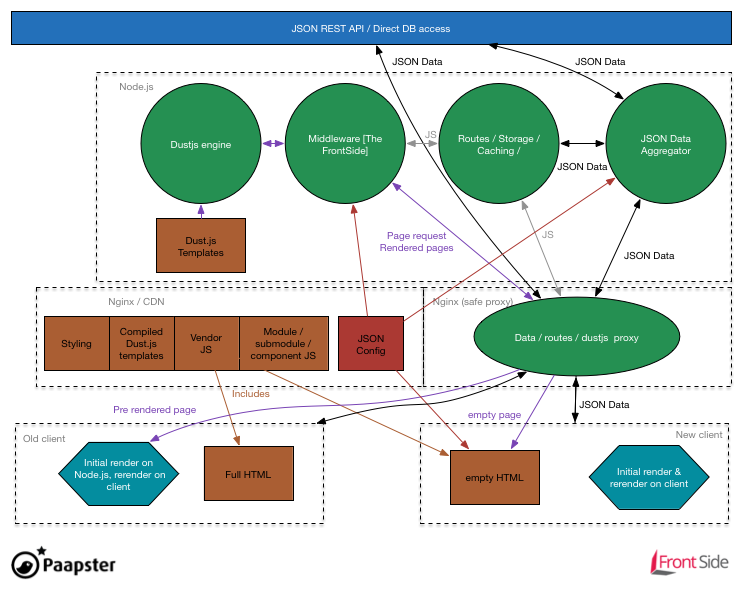 JSON REST API / Direct DB access
JSON Data
JSON Data
Node.js
Dustjs engine
Middleware [The
FrontSide]
JS
Routes / Storage /
Caching /
JSON Data
JSON Data
Aggregator
Dust.js
Templates
Page request
Rendered pages
JS
JSON Data
Nginx / CDN
Nginx (safe proxy)
Styling
Compiled
Dust.js
templates
Vendor
JS
Module /
submodule /
component JS
JSON
Config
Data / routes / dustjs proxy
Includes
Pre rendered page
empty page
JSON Data
Old client
New client
Initial render on
Node.js, rerender on
client
Full HTML
empty HTML
Initial render &
rerender on client
Paapster
Front Side